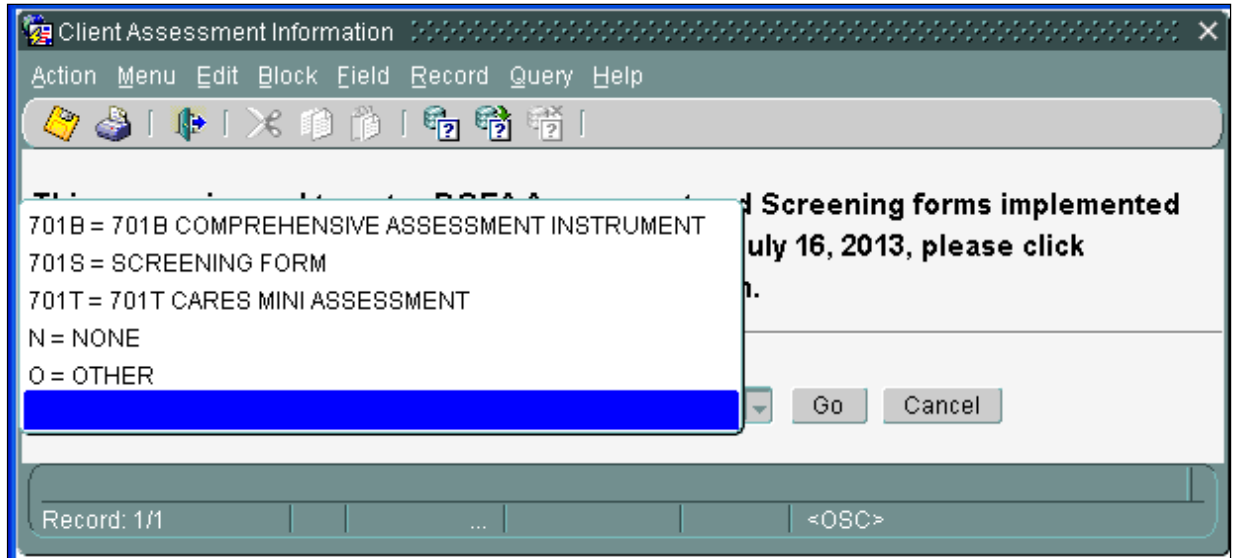 Client Assessment Information
Action Menu Edit Block Field Record Query Help
Screening forms implemented
701B = 701B COMPREHENSIVE ASSESSMENT INSTRUMENT
uly 16, 2013, please click
701S = SCREENING FORM
701T = 701T CARES MINI ASSESSMENT
N = NONE
O = OTHER
Go Cancel
Record: 1/1 ... <OSC>